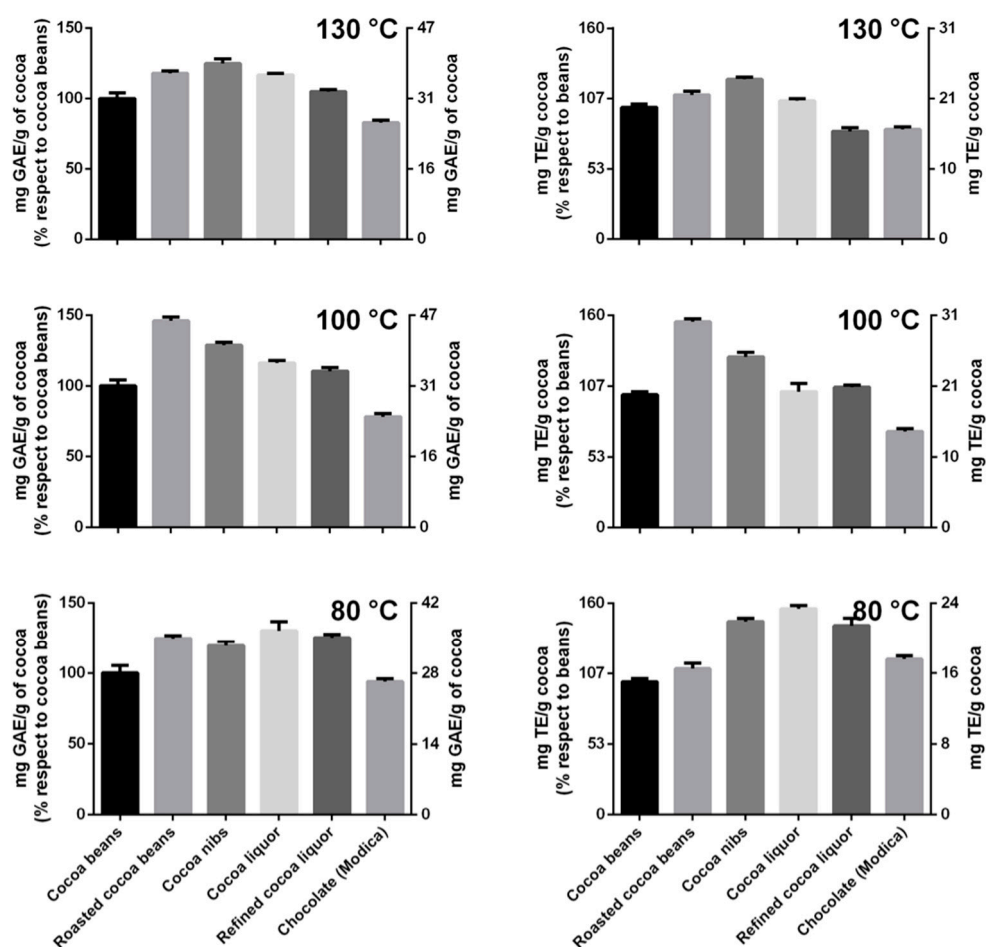 130 °C
mg GAE/g of cocoa
(% respect to cocoa beans)
150
100
50
0
47
31
16
0
mg GAE/g of cocoa
130 °C
mg TE/g cocoa
(% respect to beans)
160
107
53
0
31
21
10
0
mg TE/g cocoa
100 °C
mg GAE/g of cocoa
(% respect to cocoa beans)
150
100
50
0
47
31
16
0
mg GAE/g of cocoa
100 °C
mg TE/g cocoa
(% respect to beans)
160
107
53
0
31
21
10
0
mg TE/g cocoa
80 °C
mg GAE/g of cocoa
(% respect to cocoa beans)
150
100
50
0
42
28
14
0
mg GAE/g of cocoa
80 °C
mg TE/g cocoa
(% respect to beans)
160
107
53
0
24
16
8
0
mg TE/g cocoa
Cocoa beans
Roasted cocoa beans
Cocoa nibs
Cocoa liquor
Refined cocoa liquor
Chocolate (Modica)
Cocoa beans
Roasted cocoa beans
Cocoa nibs
Cocoa liquor
Refined cocoa liquor
Chocolate (Modica)